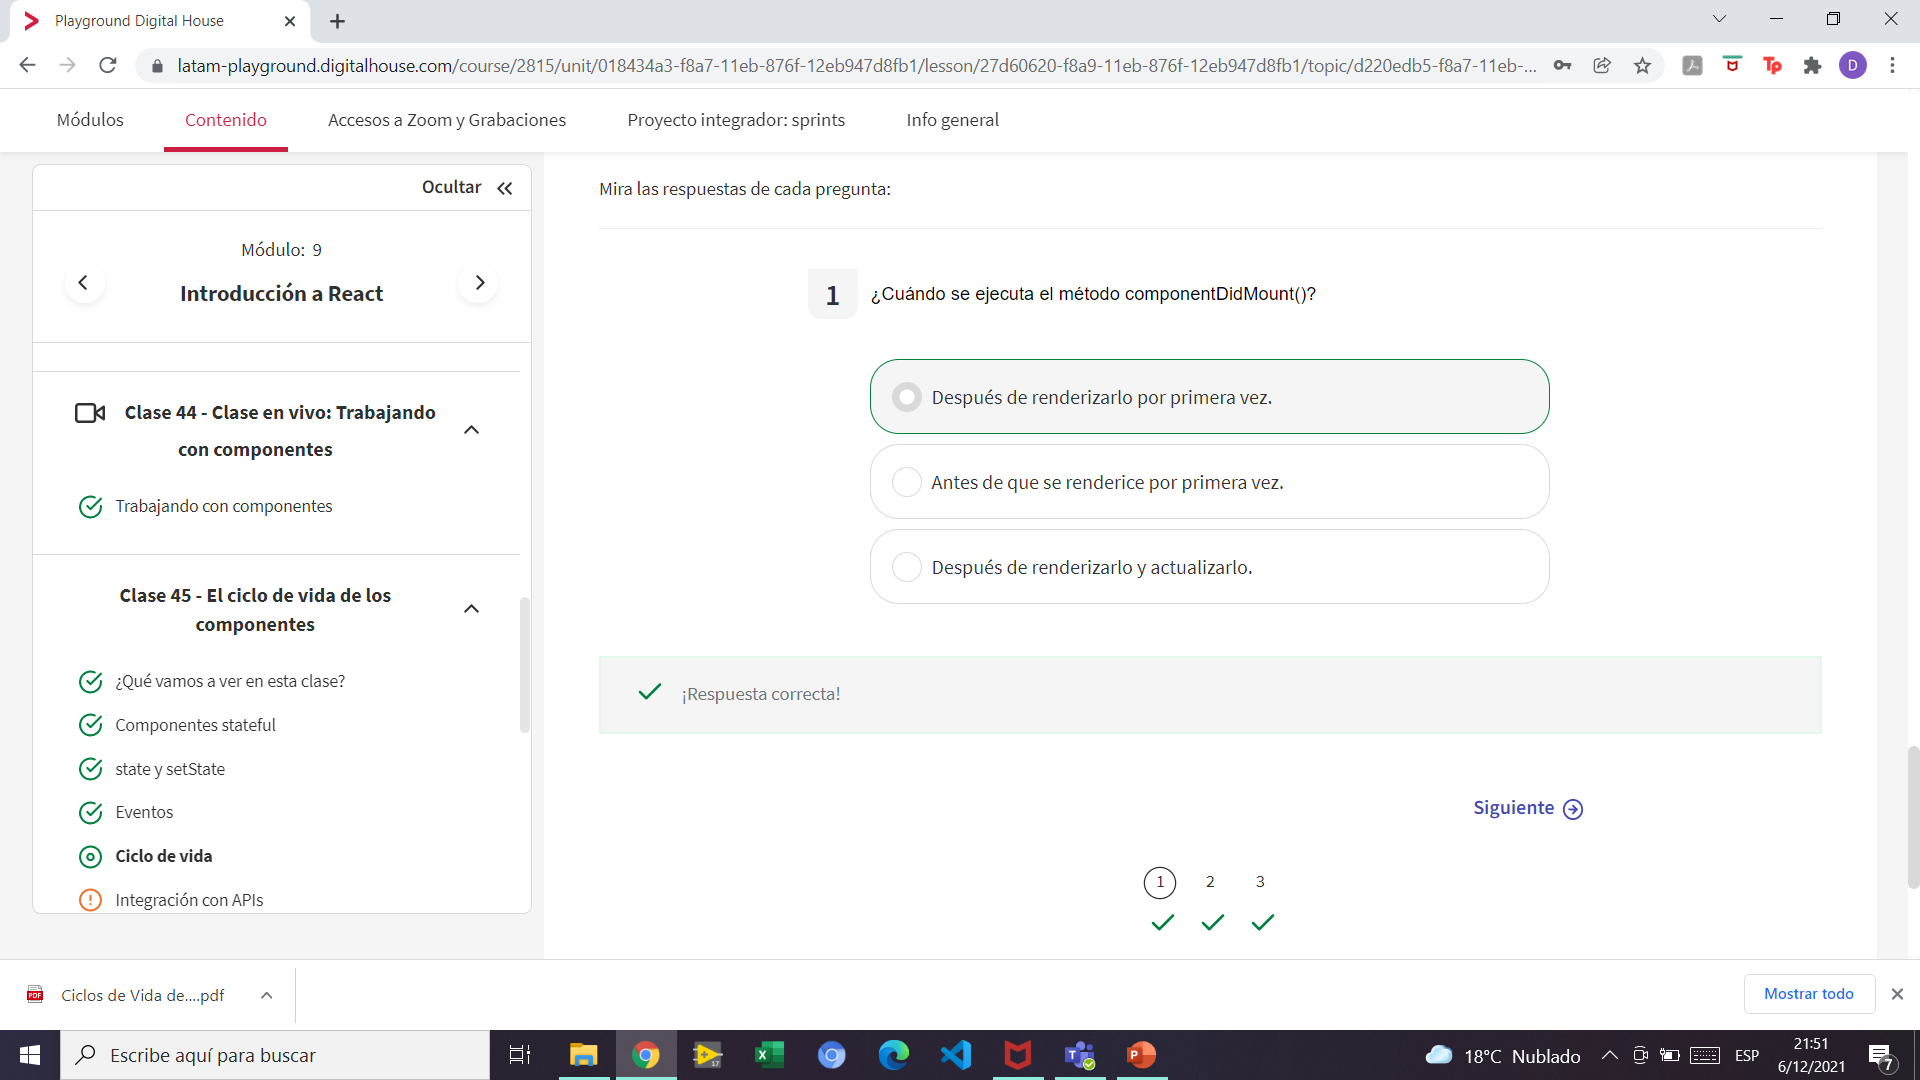 Playground Digital House
latam-playground.digitalhouse.com/course/2815/unit/018434a3-f8a7-11eb-876f-12eb947d8fb1/lesson/27d60620-f8a9-11eb-876f-12eb947d8fb1/topic/d220edb5-f8a7-11eb-...
Tp
D
Módulos
Contenido
Accesos a Zoom y Grabaciones
Proyecto integrador: sprints
Info general
Ocultar
Módulo: 9
Introducción a React
Clase 44 - Clase en vivo: Trabajando
con componentes
Trabajando con componentes
Clase 45 - El ciclo de vida de los
componentes
¿Qué vamos a ver en esta clase?
Componentes stateful
state y setState
Eventos
Ciclo de vida
Integración con APIs
Mira las respuestas de cada pregunta:
1 ¿Cuándo se ejecuta el método componentDidMount()?
Después de renderizarlo por primera vez.
Antes de que se renderice por primera vez.
Después de renderizarlo y actualizarlo.
¡Respuesta correcta!
Siguiente
1 2 3
PDF
Ciclos de Vida de....pdf
Mostrar todo
Escribe aquí para buscar
18°C Nublado
ESP
21:51
6/12/2021
7